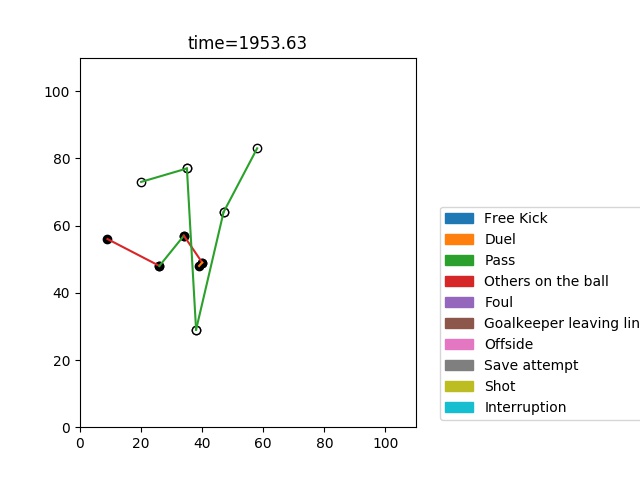 time=1953.63
100
80
60
40
20
0
0 20 40 60 80 100
Free Kick
Duel
Pass
Others on the ball
Foul
Goalkeeper leaving lin
Offside
Save attempt
Shot
Interruption